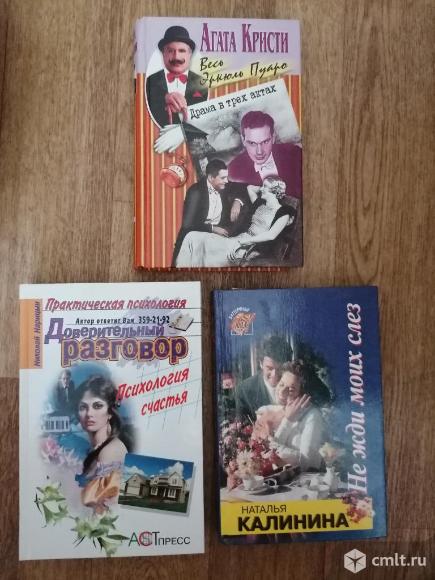 Агата Кристи
Весь
Эркюль Пуаро
Драма в трех актах
Практическая психология
Николай Нарицын
Автор ответит Вам 359-21-92
Доверительный
разговор
Психология
счастья
АСТ ПРЕСС
Не жди моих слез
НАТАЛЬЯ
КАЛИНИНА
cmlt.ru